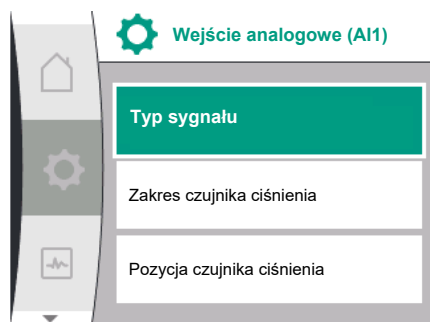 Wejście analogowe (AI1)
Typ sygnału
Zakres czujnika ciśnienia
Pozycja czujnika ciśnienia